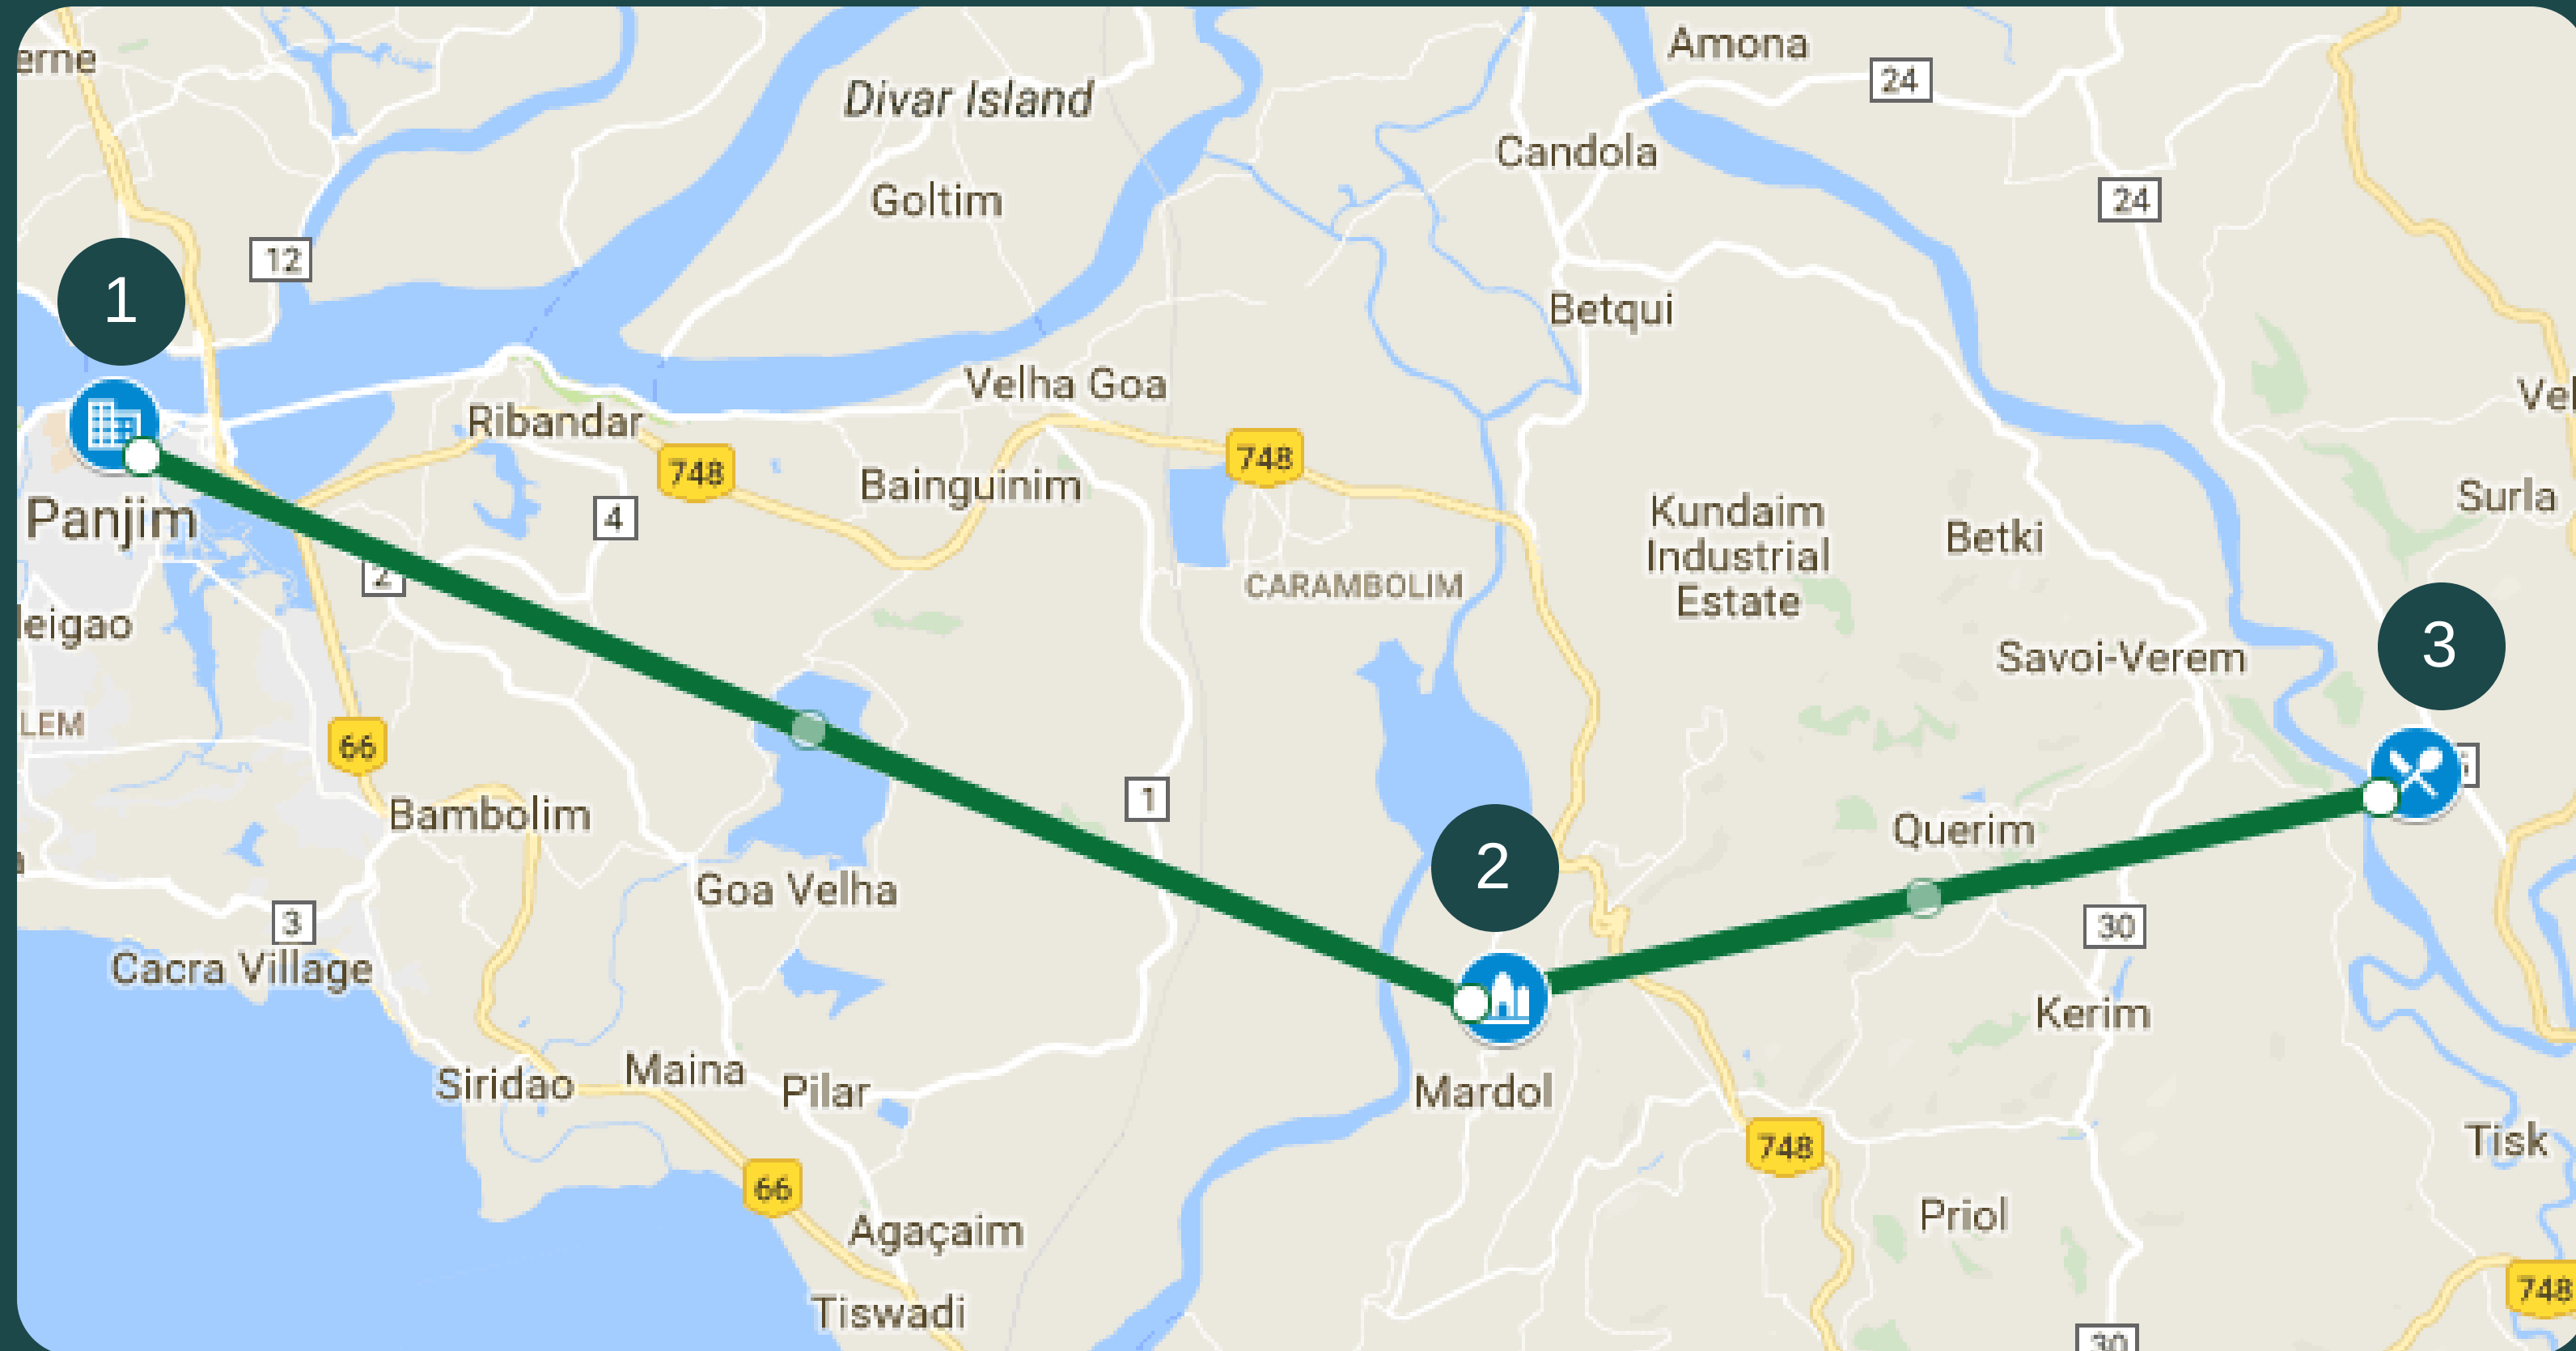 erne
Amona
24
Divar Island
Candola
Goltim
24
12
1
Betqui
Velha Goa
Ribandar
748
748
Bainguinim
Panjim
4
Kundaim
Industrial
Estate
Surla
Betki
2
CARAMBOLIM
leigao
3
Savoi-Verem
LEM
66
1
Bambolim
Querim
2
Goa Velha
3
30
Cacra Village
Kerim
Siridao
Maina
Pilar
Mardol
748
Tisk
66
Priol
Agaçaim
748
Tiswadi
30